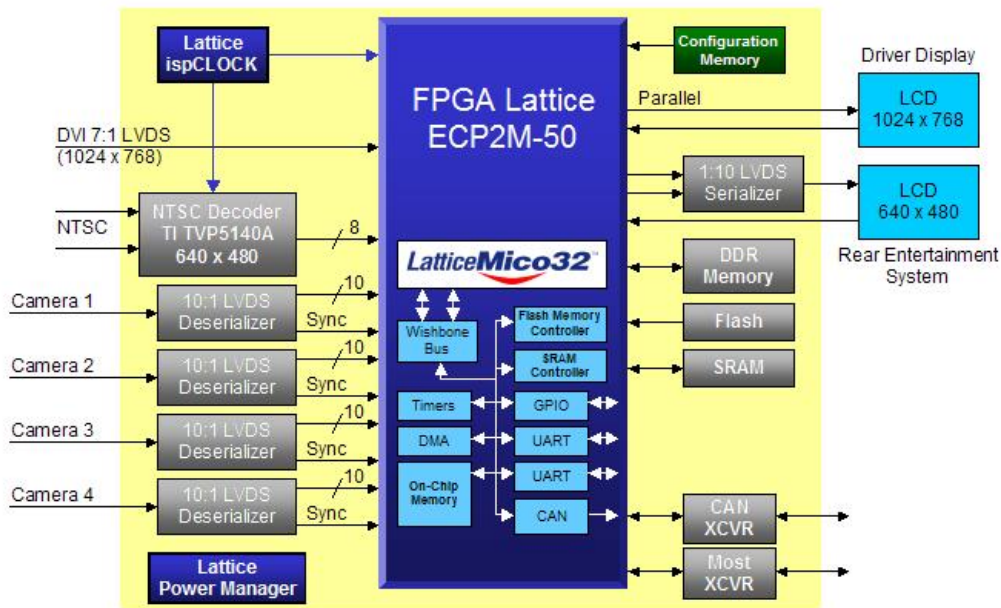 Lattice
ispCLOCK
DVI 7:1 LVDS
(1024 x 768)
NTSC
NTSC Decoder
TI TVP5140A
640 x 480
8
Camera 1
10:1 LVDS
Deserializer
10
Sync
Camera 2
10:1 LVDS
Deserializer
10
Sync
Camera 3
10:1 LVDS
Deserializer
10
Sync
Camera 4
10:1 LVDS
Deserializer
10
Sync
Lattice
Power Manager
FPGA Lattice
ECP2M-50
LatticeMico32™
Wishbone
Bus
Flash Memory
Controller
SRAM
Controller
Timers
GPIO
DMA
UART
On-Chip
Memory
UART
CAN
Configuration
Memory
Parallel
Driver Display
LCD
1024 x 768
1:10 LVDS
Serializer
LCD
640 x 480
Rear Entertainment
System
DDR
Memory
Flash
SRAM
CAN
XCVR
Most
XCVR